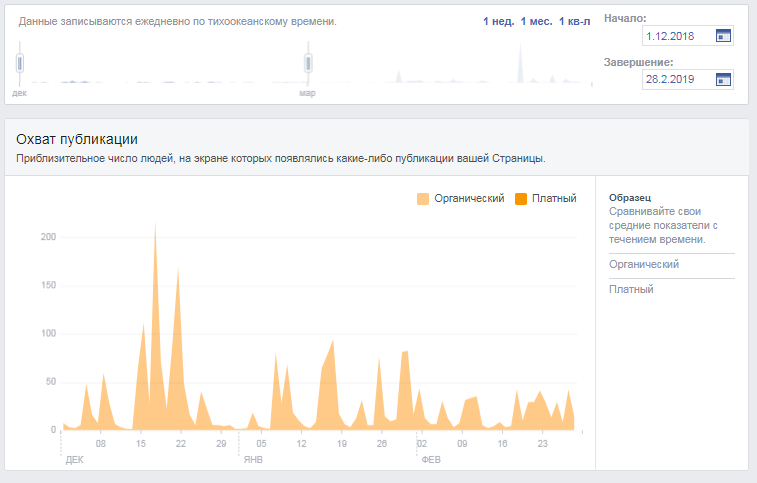 Данные записываются ежедневно по тихоокеанскому времени.
1 нед. 1 мес. 1 кв-л
Начало:
1.12.2018
Завершение:
28.2.2019
дек
мар
Охват публикации
Приблизительное число людей, на экране которых появлялись какие-либо публикации вашей Страницы.
Органический Платный
200
150
100
50
0
08 15 22 29 05 12 19 26 02 09 16 23
ДЕК ЯНВ ФЕВ
Образец
Сравнивайте свои
средние показатели с
течением времени.
Органический
Платный